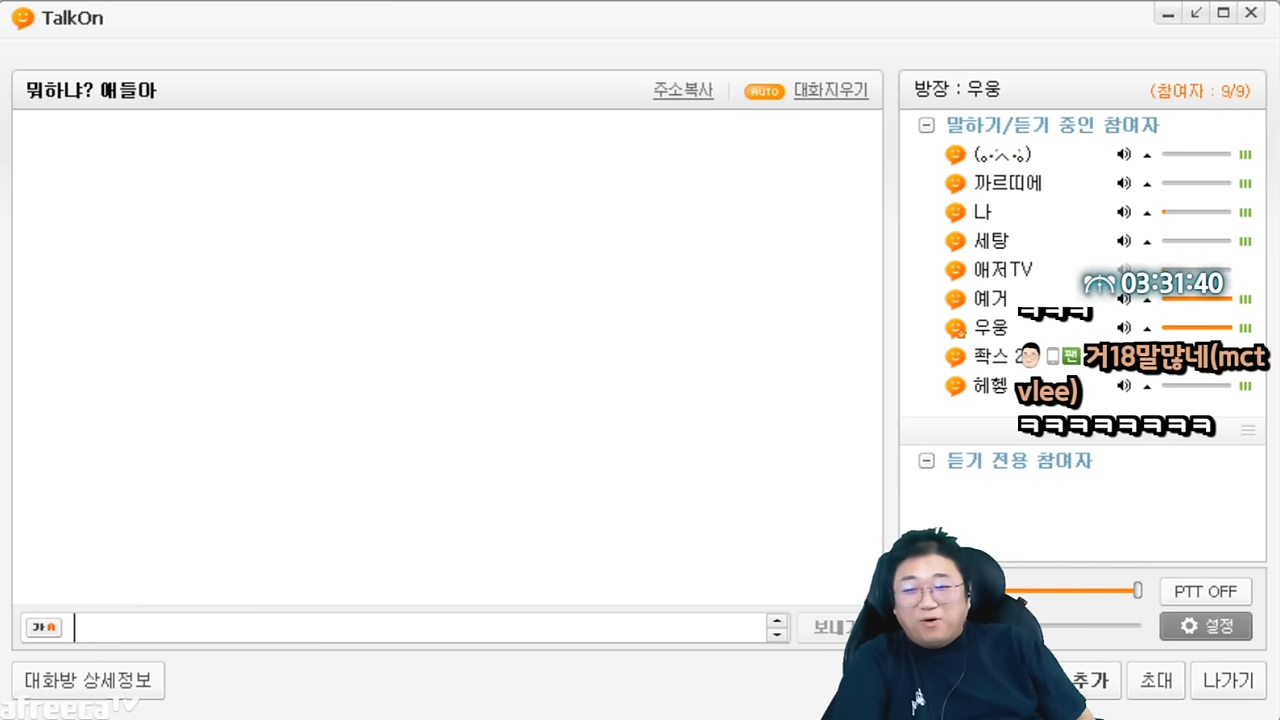 TalkOn
뭐하냐? 애들아
주소복사
AUTO 대화지우기
방장 : 우웅
(참여자 : 9/9)
말하기/듣기 중인 참여자
(｡•́︿•̀｡)
까르띠에
나
세탕
애저TV
03:31:40
예거
ㅋㅋㅋ
우웅
좍스 2
팬 거18말많네(mct
vlee)
헤헹
ㅋㅋㅋㅋㅋㅋㅋㅋ
듣기 전용 참여자
PTT OFF
가A
보내기
설정
대화방 상세정보
추가
초대
나가기
afreecaTV